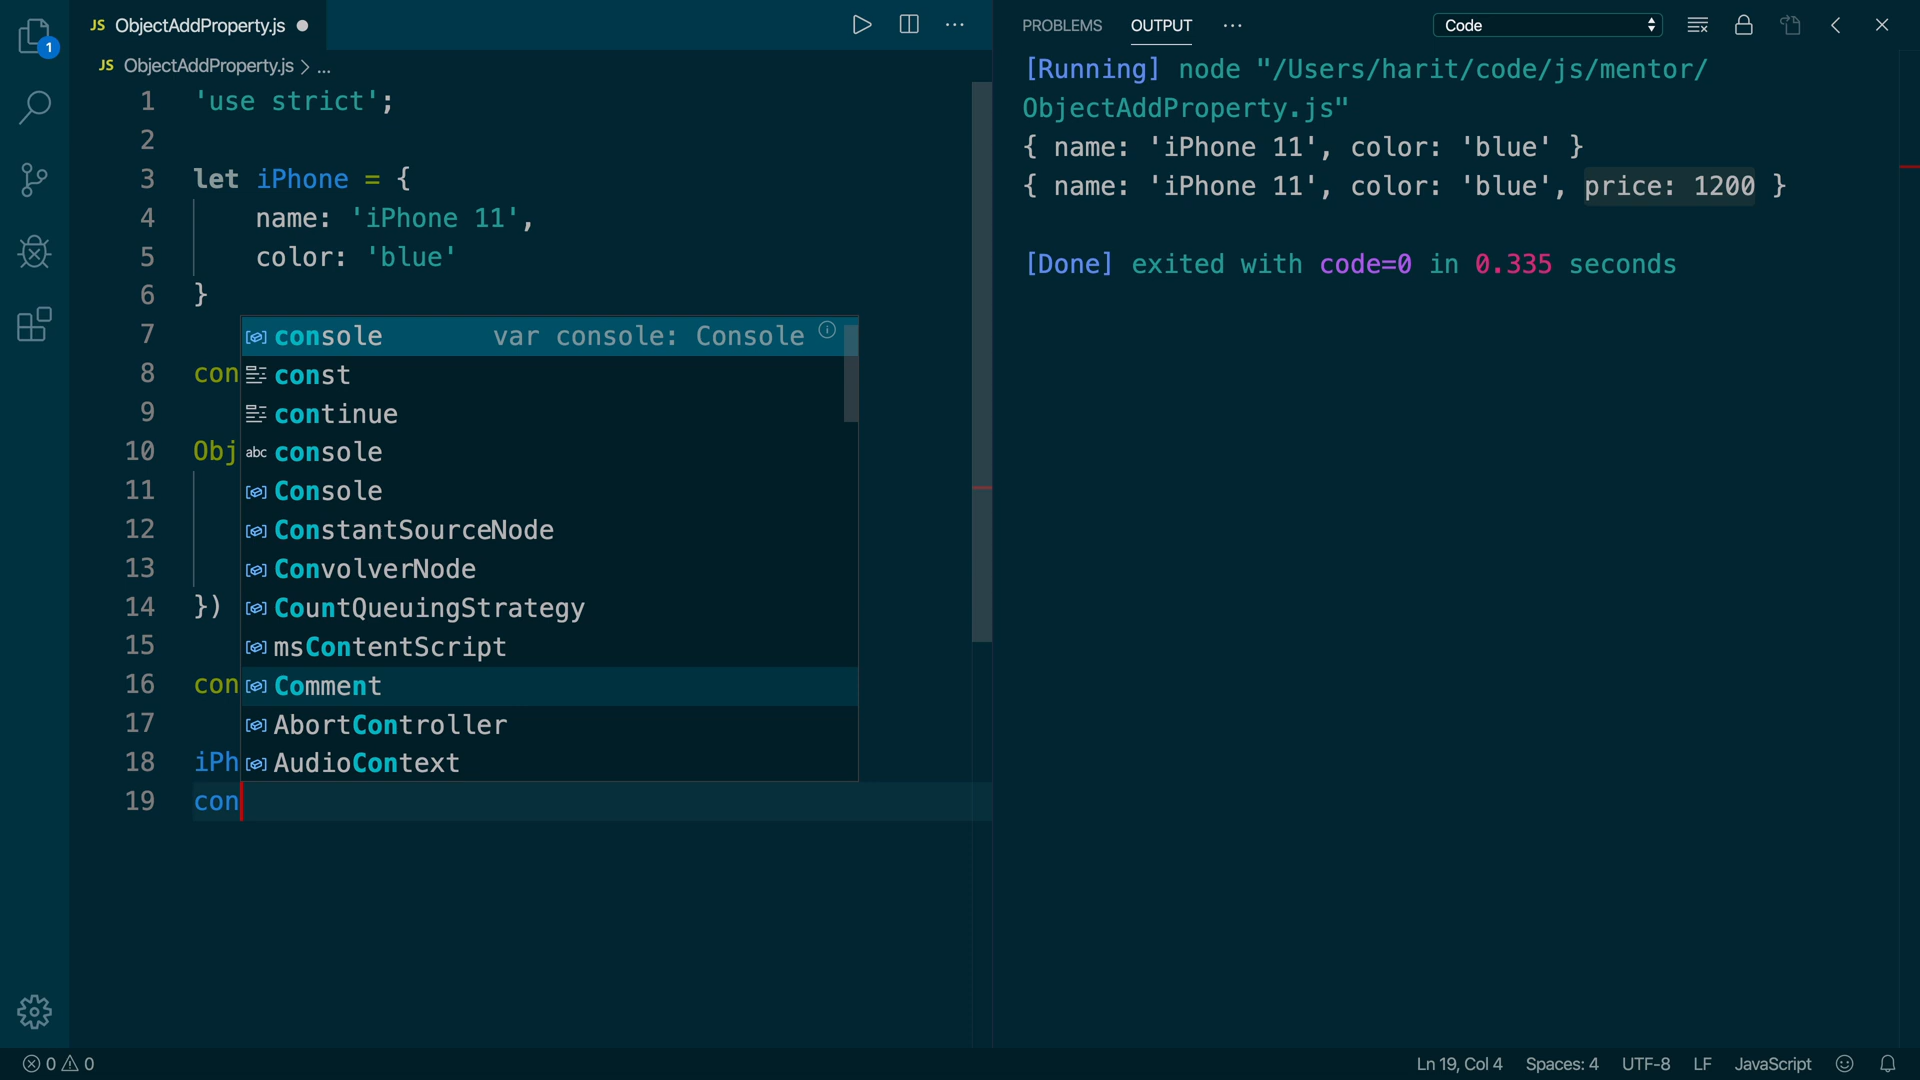 1
JS ObjectAddProperty.js
JS ObjectAddProperty.js > ...
1 'use strict';
2
3 let iPhone = {
4 name: 'iPhone 11',
5 color: 'blue'
6 }
7
8 con
9
10 Obj
11
12
13
14 })
15
16 con
17
18 iPh
19 con
console var console: Console
const
continue
abc console
Console
ConstantSourceNode
ConvolverNode
CountQueuingStrategy
msContentScript
Comment
AbortController
AudioContext
PROBLEMS OUTPUT ... Code
[Running] node "/Users/harit/code/js/mentor/
ObjectAddProperty.js"
{ name: 'iPhone 11', color: 'blue' }
{ name: 'iPhone 11', color: 'blue', price: 1200 }
[Done] exited with code=0 in 0.335 seconds
0 0 Ln 19, Col 4 Spaces: 4 UTF-8 LF JavaScript